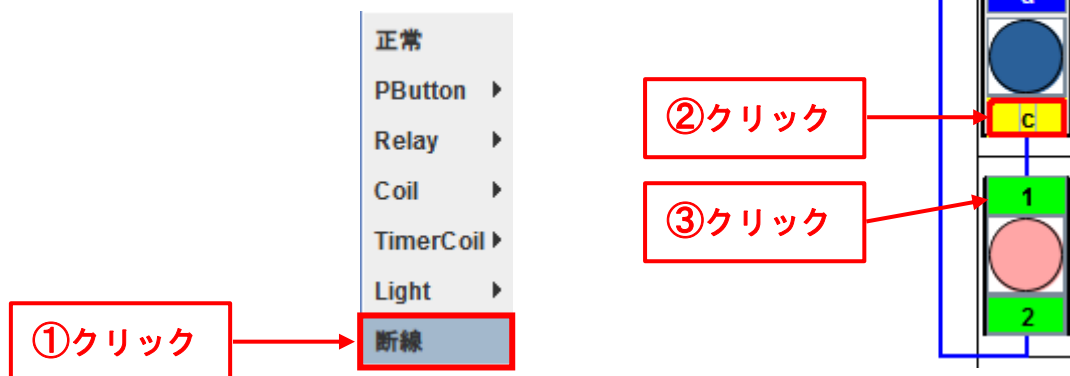 正常
PButton
Relay
Coil
TimerCoil
Light
断線
①クリック
②クリック
③クリック
c
1
2